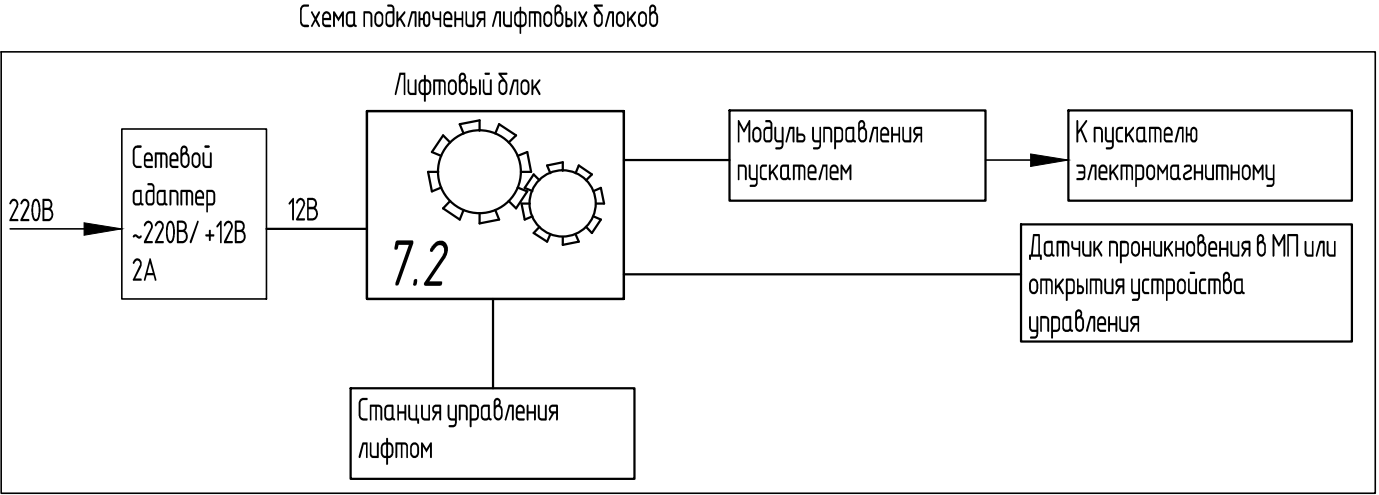 Схема подключения лифтовых блоков
Лифтовый блок
220В
Сетевой
адаптер
~220В/ +12В
2А
12В
7.2
Модуль управления
пускателем
К пускателю
электромагнитному
Датчик проникновения в МП или
открытия устройства
управления
Станция управления
лифтом